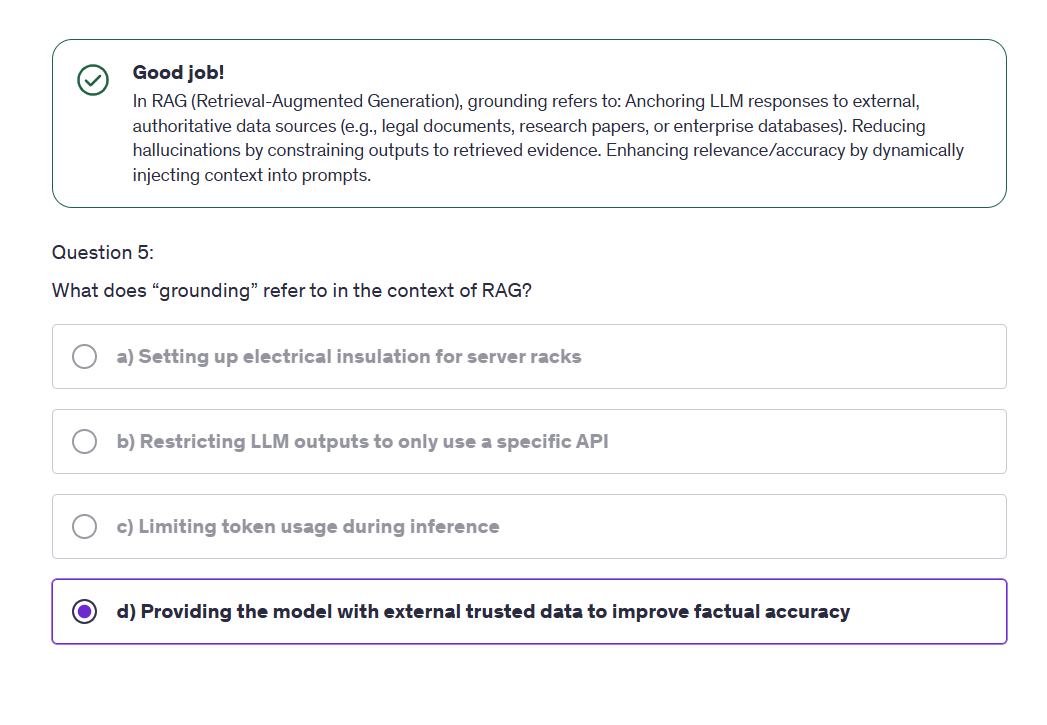 Good job!
In RAG (Retrieval-Augmented Generation), grounding refers to: Anchoring LLM responses to external,
authoritative data sources (e.g., legal documents, research papers, or enterprise databases). Reducing
hallucinations by constraining outputs to retrieved evidence. Enhancing relevance/accuracy by dynamically
injecting context into prompts.
Question 5:
What does “grounding” refer to in the context of RAG?
a) Setting up electrical insulation for server racks
b) Restricting LLM outputs to only use a specific API
c) Limiting token usage during inference
d) Providing the model with external trusted data to improve factual accuracy